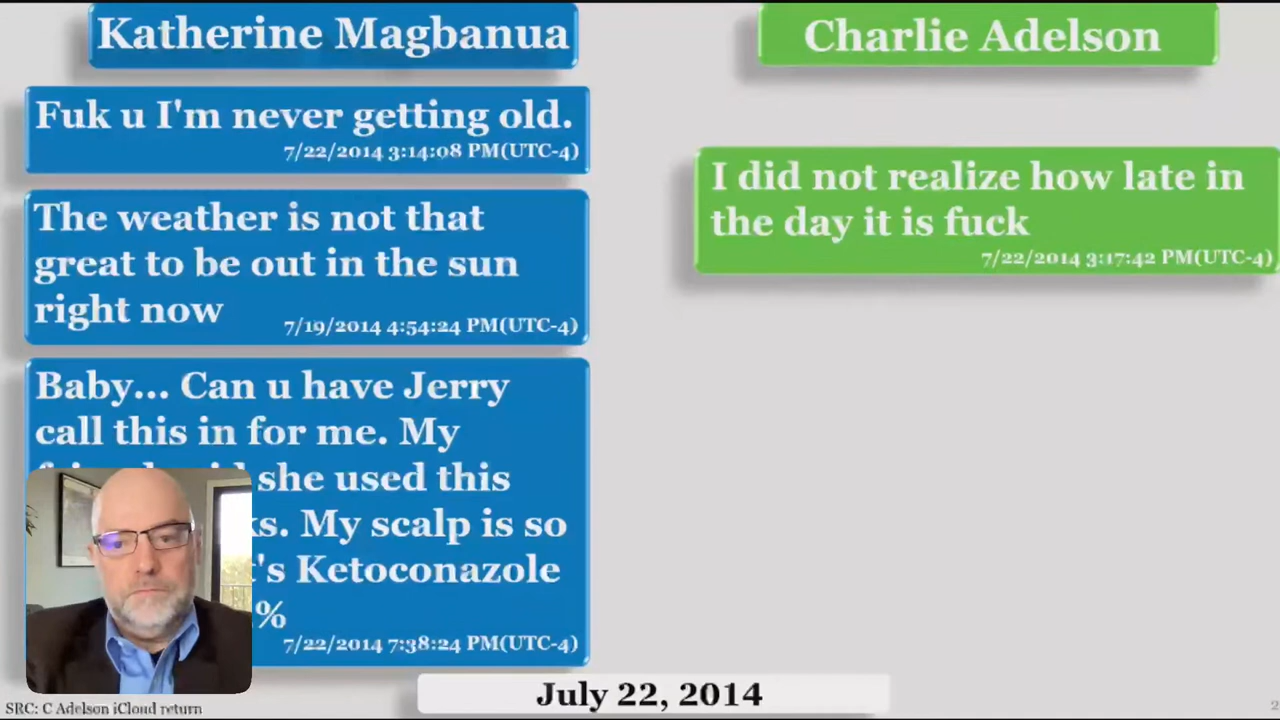 Katherine Magbanua
Charlie Adelson
Fuk u I'm never getting old.
7/22/2014 3:14:08 PM(UTC-4)
I did not realize how late in
the day it is fuck
7/22/2014 3:17:42 PM(UTC-4)
The weather is not that
great to be out in the sun
right now
7/19/2014 4:54:24 PM(UTC-4)
Baby... Can u have Jerry
call this in for me. My
she used this
My scalp is so
Ketoconazole
%
7/22/2014 7:38:24 PM(UTC-4)
July 22, 2014
SRC: C Adelson iCloud return